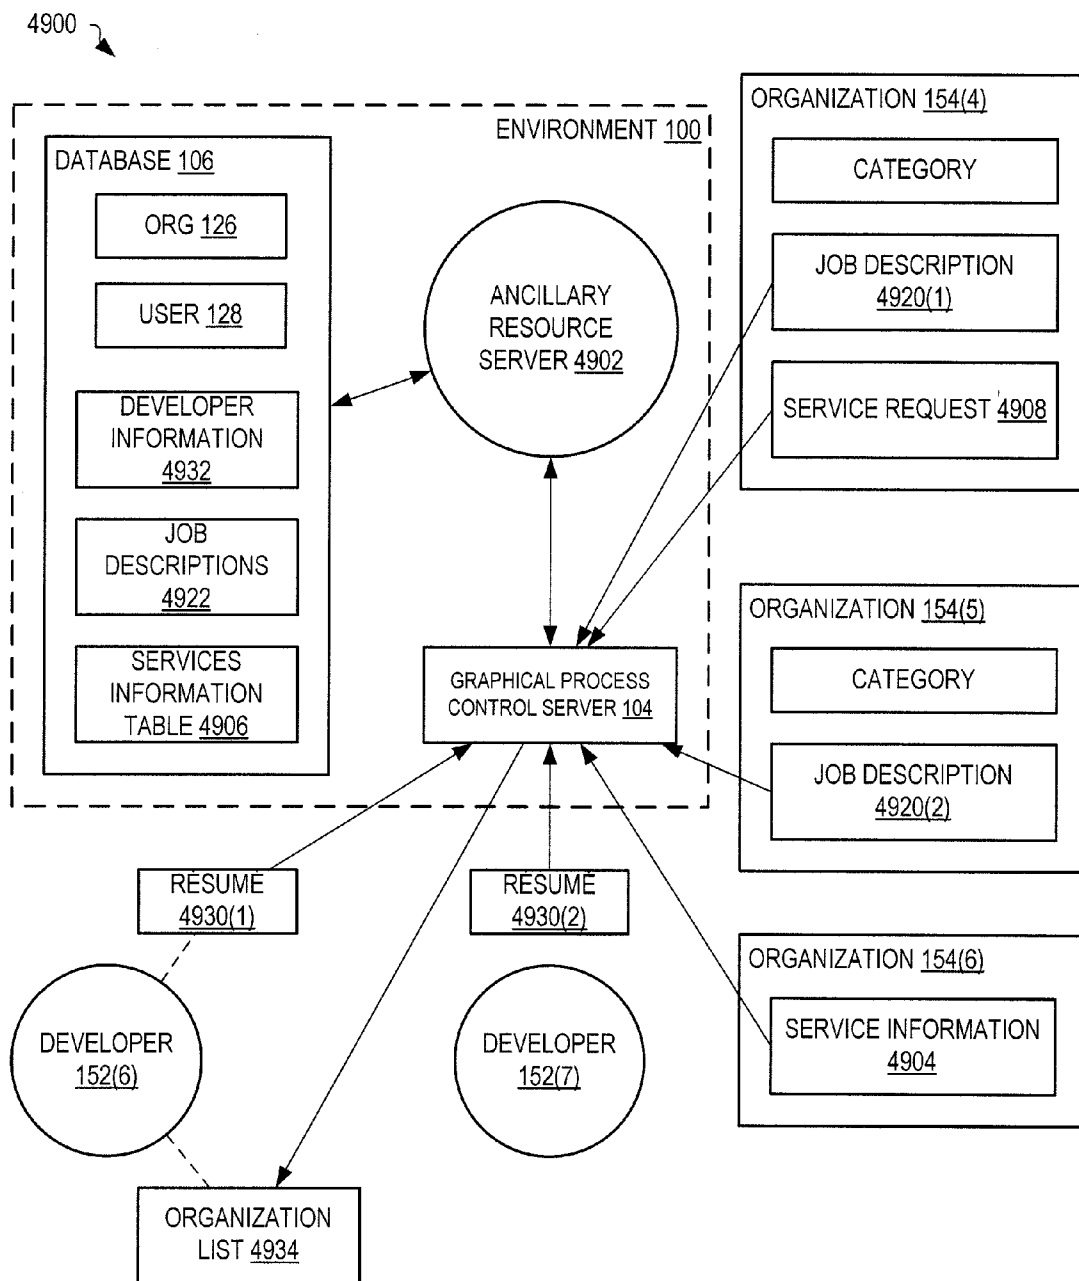 4900
ENVIRONMENT 100
DATABASE 106
ORG 126
USER 128
DEVELOPER
INFORMATION
4932
JOB
DESCRIPTIONS
4922
SERVICES
INFORMATION
TABLE 4906
ANCILLARY
RESOURCE
SERVER 4902
GRAPHICAL PROCESS
CONTROL SERVER 104
ORGANIZATION 154(4)
CATEGORY
JOB DESCRIPTION
4920(1)
SERVICE REQUEST 4908
ORGANIZATION 154(5)
CATEGORY
JOB DESCRIPTION
4920(2)
ORGANIZATION 154(6)
SERVICE INFORMATION
4904
RÉSUMÉ
4930(1)
RÉSUMÉ
4930(2)
DEVELOPER
152(6)
DEVELOPER
152(7)
ORGANIZATION
LIST 4934